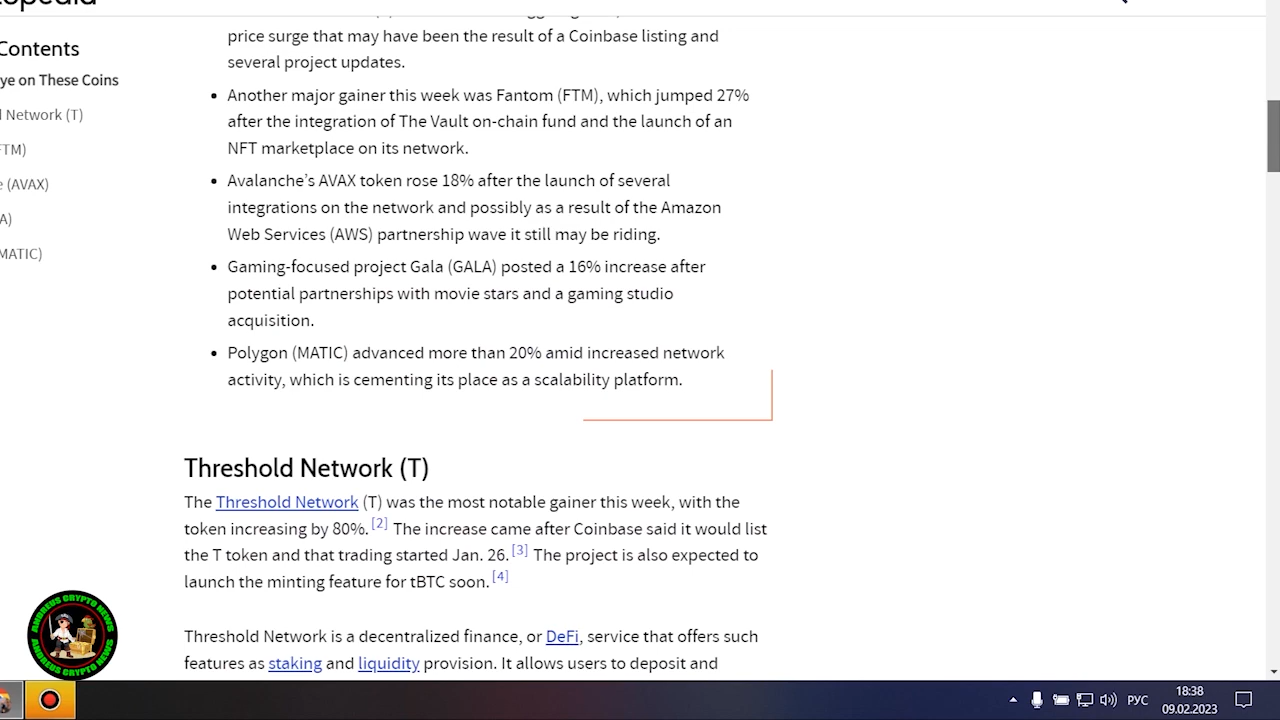 Contents
ye on These Coins
l Network (T)
FTM)
e (AVAX)
A)
MATIC)
price surge that may have been the result of a Coinbase listing and
several project updates.
Another major gainer this week was Fantom (FTM), which jumped 27%
after the integration of The Vault on-chain fund and the launch of an
NFT marketplace on its network.
Avalanche’s AVAX token rose 18% after the launch of several
integrations on the network and possibly as a result of the Amazon
Web Services (AWS) partnership wave it still may be riding.
Gaming-focused project Gala (GALA) posted a 16% increase after
potential partnerships with movie stars and a gaming studio
acquisition.
Polygon (MATIC) advanced more than 20% amid increased network
activity, which is cementing its place as a scalability platform.
Threshold Network (T)
The Threshold Network (T) was the most notable gainer this week, with the
token increasing by 80%. [2] The increase came after Coinbase said it would list
the T token and that trading started Jan. 26. [3] The project is also expected to
launch the minting feature for tBTC soon. [4]
Threshold Network is a decentralized finance, or DeFi, service that offers such
features as staking and liquidity provision. It allows users to deposit and
ANDREUS CRYPTO NEWS
ANDREUS CRYPTO NEWS
РУС
18:38
09.02.2023